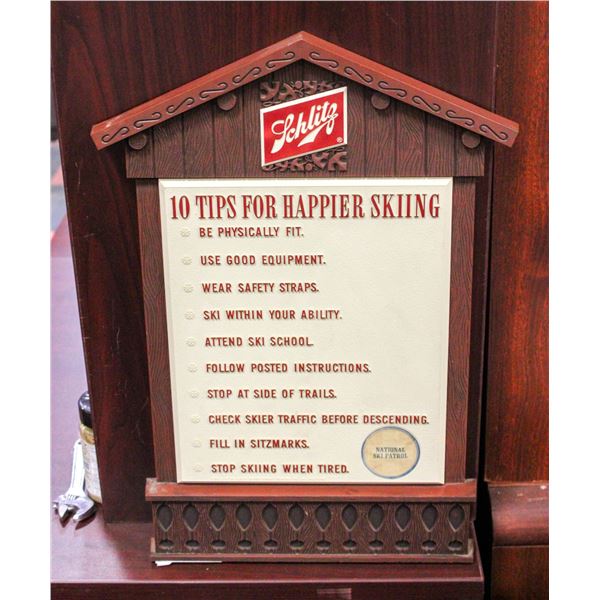 Schlitz ®
10 TIPS FOR HAPPIER SKIING
BE PHYSICALLY FIT.
USE GOOD EQUIPMENT.
WEAR SAFETY STRAPS.
SKI WITHIN YOUR ABILITY.
ATTEND SKI SCHOOL.
FOLLOW POSTED INSTRUCTIONS.
STOP AT SIDE OF TRAILS.
CHECK SKIER TRAFFIC BEFORE DESCENDING.
FILL IN SITZMARKS.
STOP SKIING WHEN TIRED.
NATIONAL
SKI PATROL